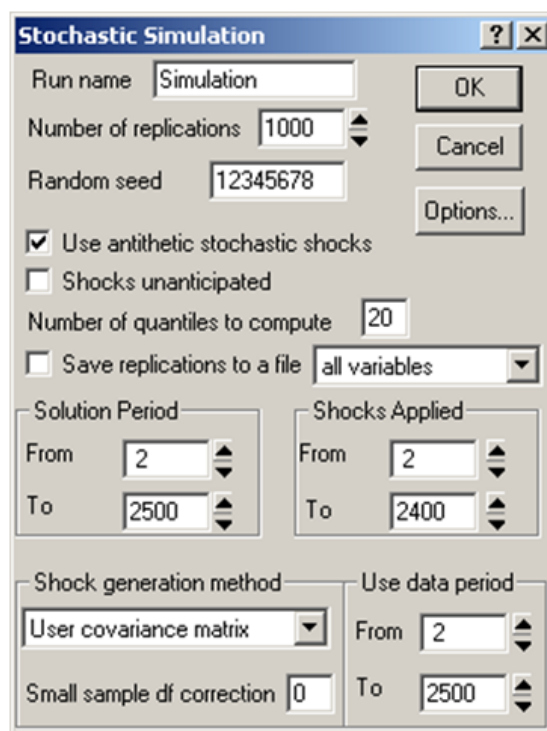 Stochastic Simulation ? X
Run name Simulation
OK
Number of replications 1000
Cancel
Random seed 12345678
Options...
Use antithetic stochastic shocks
Shocks unanticipated
Number of quantiles to compute 20
Save replications to a file all variables
Solution Period
From 2
To 2500
Shocks Applied
From 2
To 2400
Shock generation method
User covariance matrix
Small sample df correction 0
Use data period
From 2
To 2500